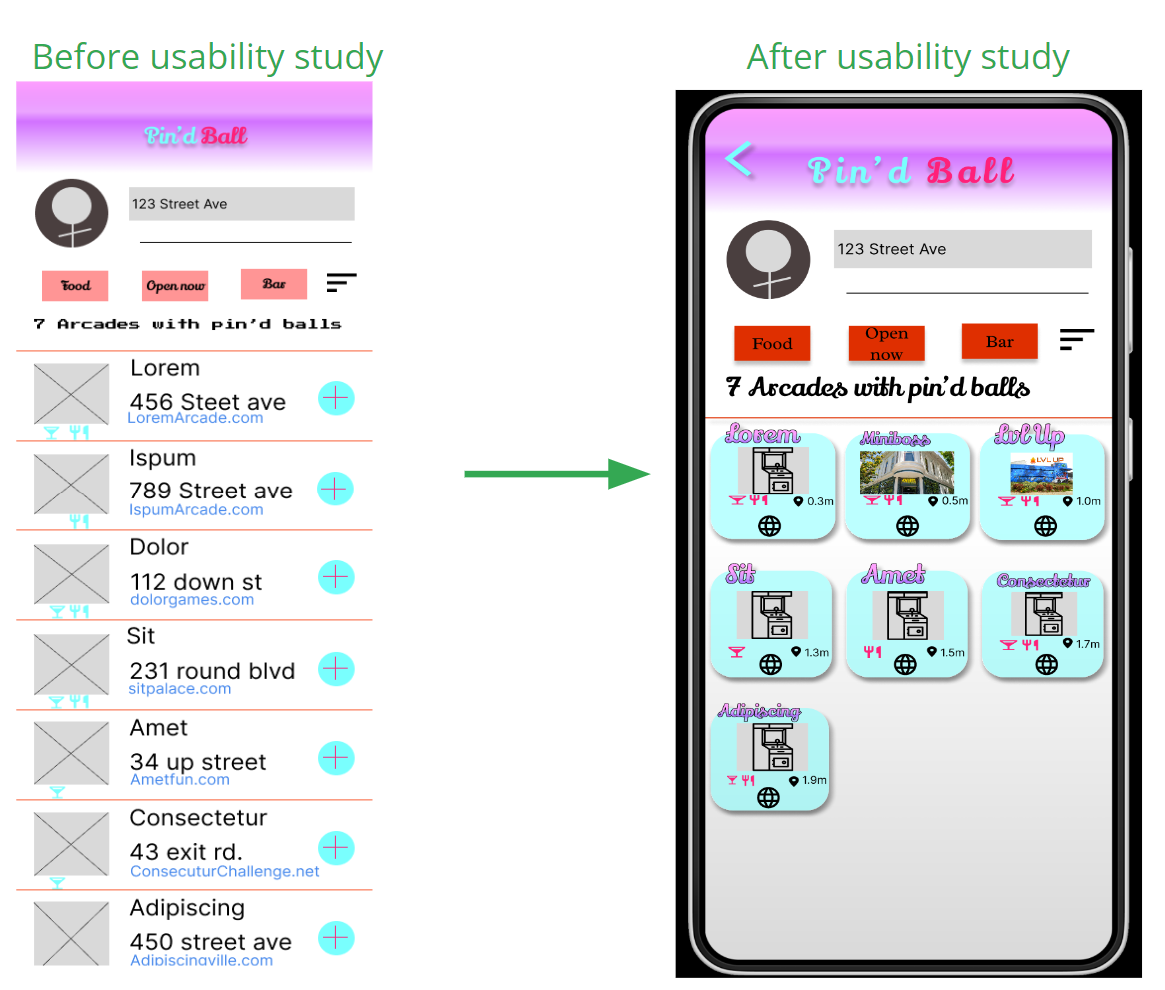 Before usability study
After usability study
Pin'd Ball
123 Street Ave
Food
Open now
Bar
7 Arcades with pin'd balls
Lorem
456 Steet ave
LoremArcade.com
Ispum
789 Street ave
IspumArcade.com
Dolor
112 down st
dolorgames.com
Sit
231 round blvd
sitpalace.com
Amet
34 up street
Ametfun.com
Consectetur
43 exit rd.
ConsecuturChallenge.net
Adipiscing
450 street ave
Adipiscingville.com
Pin'd Ball
123 Street Ave
Food
Open
now
Bar
7 Arcades with pin'd balls
Lorem
0.3m
Miniboss
0.5m
Lvl Up
LVL UP
1.0m
Sit
1.3m
Amet
1.5m
Consectetur
1.7m
Adipiscing
1.9m